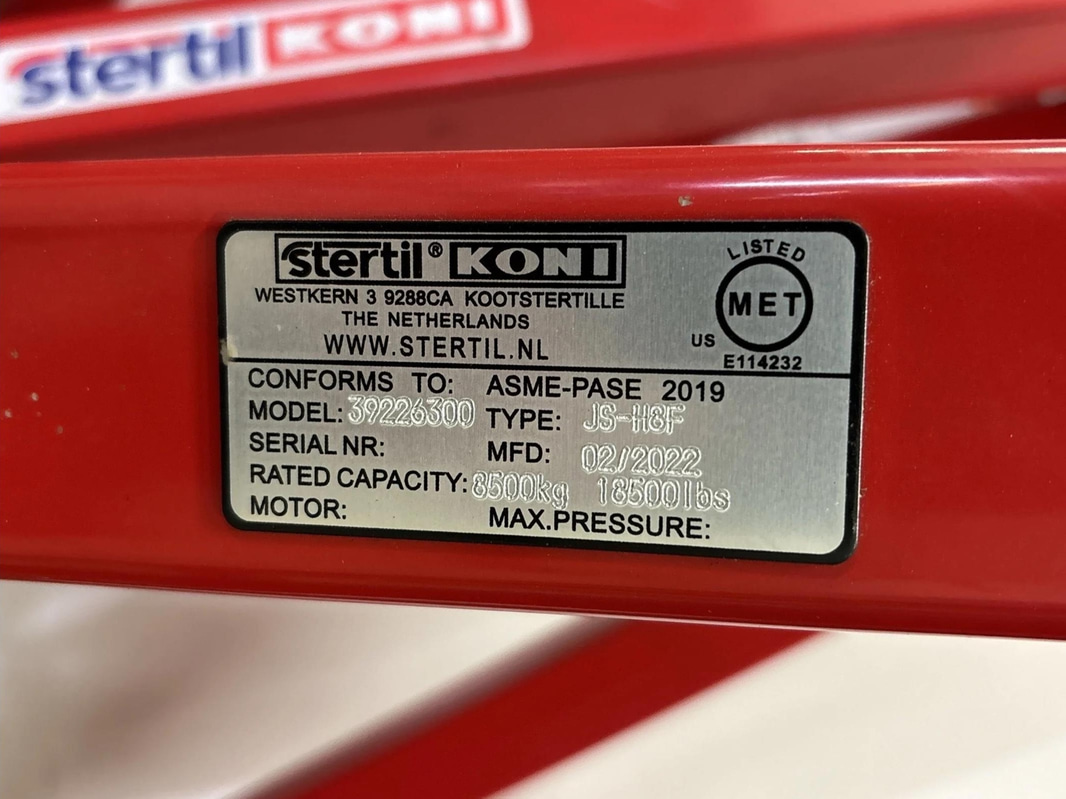 stertil KONI
stertil® KONI
WESTKERN 3 9288CA KOOTSTERTILLE
THE NETHERLANDS
WWW.STERTIL.NL
LISTED
MET
US
E114232
CONFORMS TO: ASME-PASE 2019
MODEL: 39226300 TYPE: JS-H8F
SERIAL NR: MFD: 02/2022
RATED CAPACITY: 8500kg 18500lbs
MOTOR: MAX.PRESSURE: